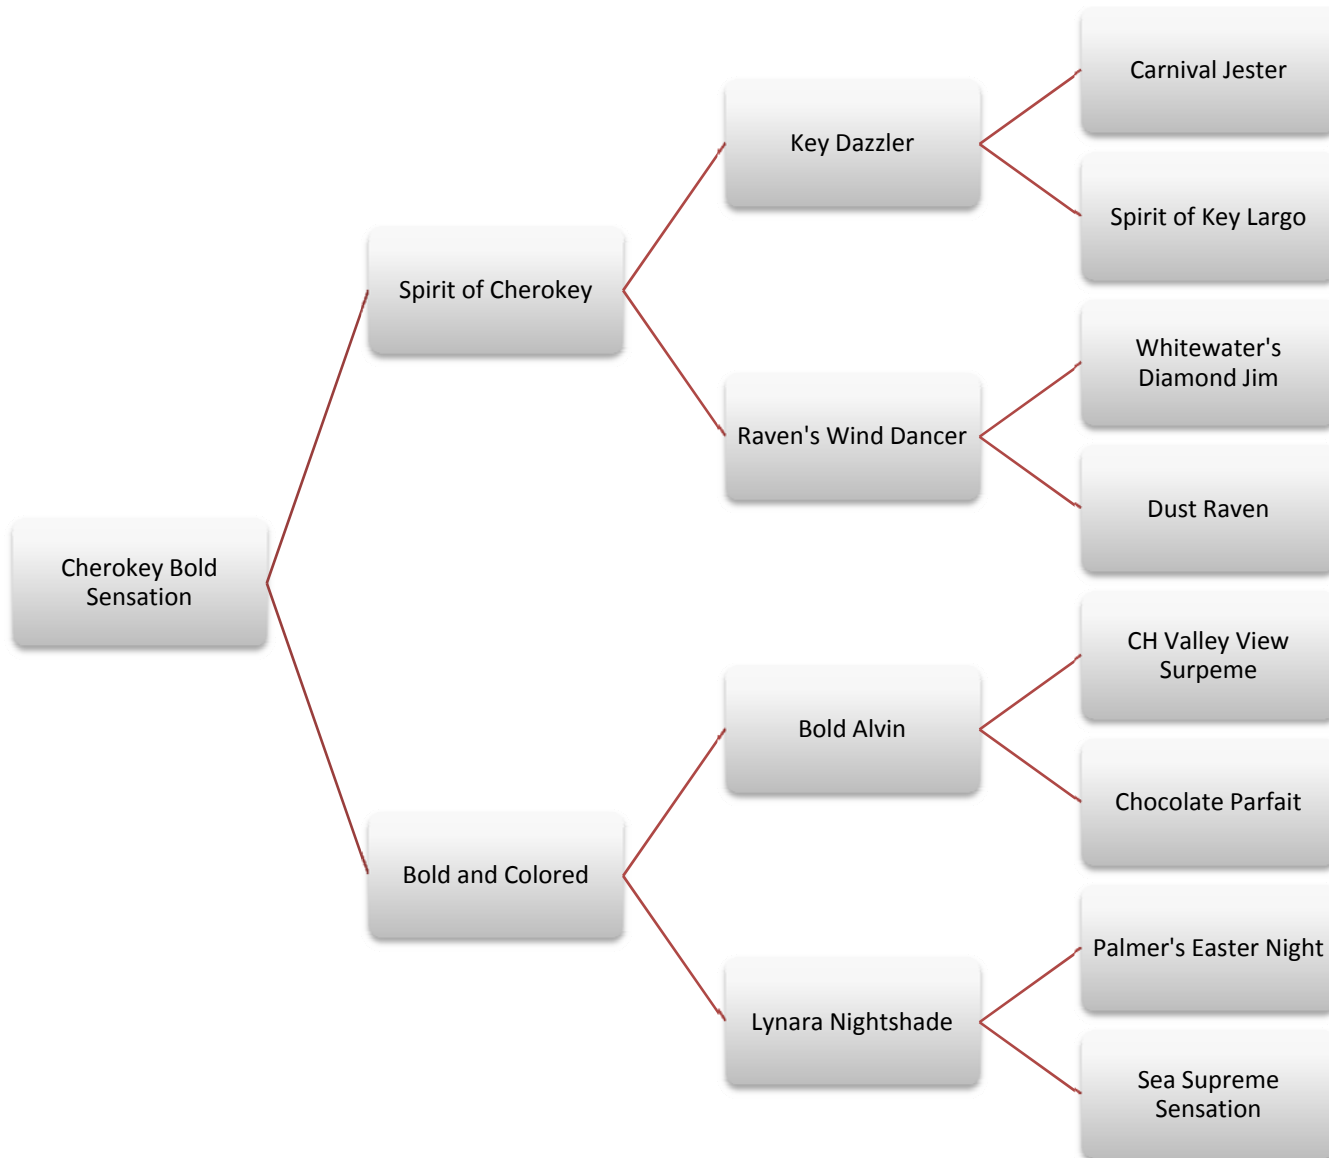 Carnival Jester
Key Dazzler
Spirit of Key Largo
Spirit of Cherokey
Whitewater's
Diamond Jim
Raven's Wind Dancer
Dust Raven
Cherokey Bold
Sensation
CH Valley View
Surpeme
Bold Alvin
Chocolate Parfait
Bold and Colored
Palmer's Easter Night
Lynara Nightshade
Sea Supreme
Sensation